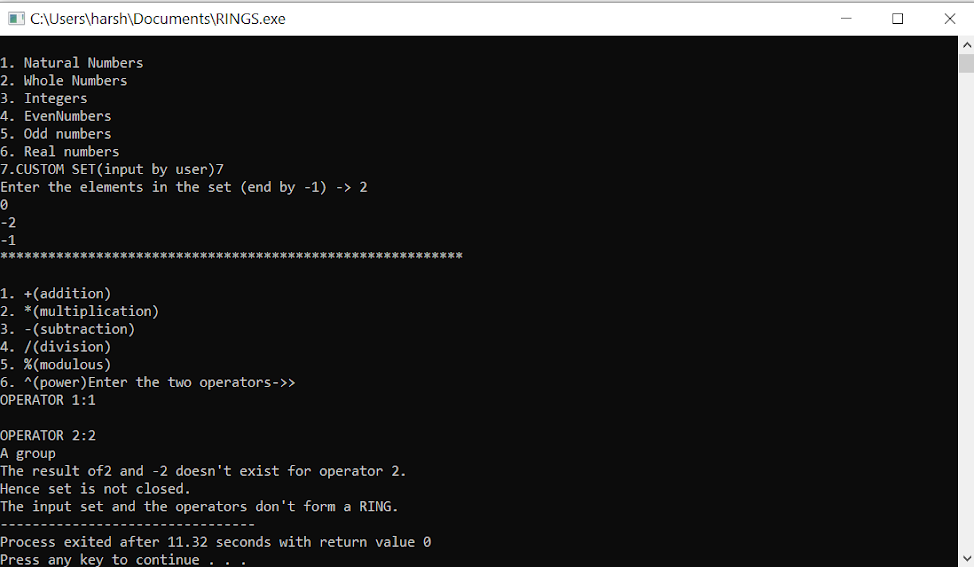 C:\Users\harsh\Documents\RINGS.exe
1. Natural Numbers
2. Whole Numbers
3. Integers
4. EvenNumbers
5. Odd numbers
6. Real numbers
7.CUSTOM SET(input by user)7
Enter the elements in the set (end by -1) -> 2
0
-2
-1
**********************************************************
1. +(addition)
2. *(multiplication)
3. -(subtraction)
4. /(division)
5. %(modulous)
6. ^(power)Enter the two operators->>
OPERATOR 1:1
OPERATOR 2:2
A group
The result of2 and -2 doesn't exist for operator 2.
Hence set is not closed.
The input set and the operators don't form a RING.
--------------------------------
Process exited after 11.32 seconds with return value 0
Press any key to continue . . .